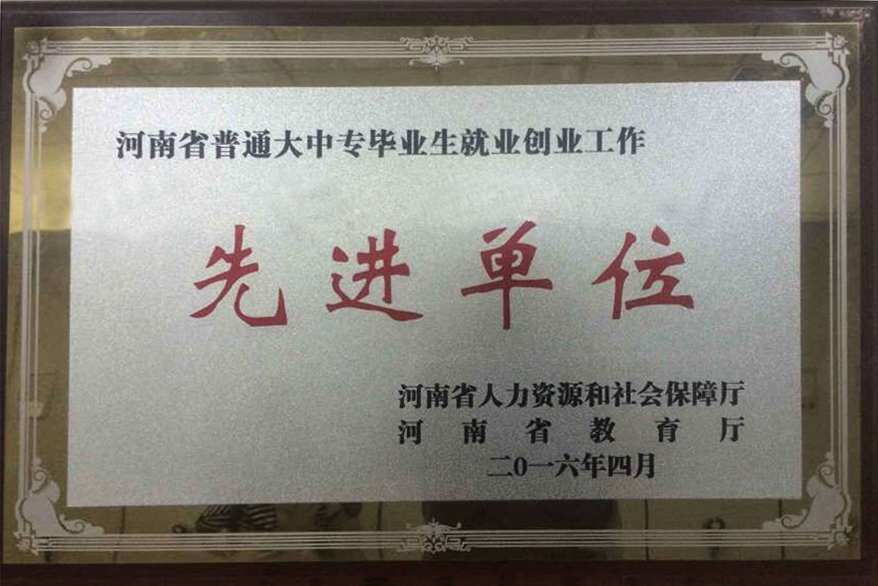 河南省普通大中专毕业生就业创业工作
先进单位
河南省人力资源和社会保障厅
河南省教育厅
二0一六年四月